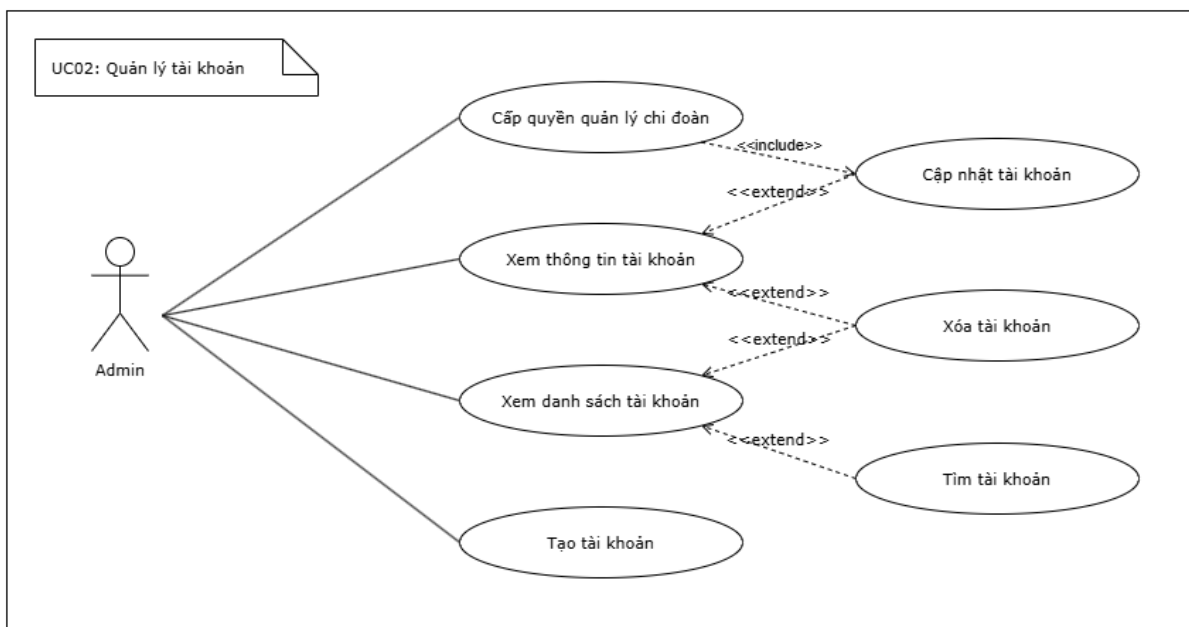 UC02: Quản lý tài khoản
Cấp quyền quản lý chi đoàn
<<include>>
Cập nhật tài khoản
<<extend>>
Xem thông tin tài khoản
<<extend>>
Xóa tài khoản
<<extend>>
Admin
Xem danh sách tài khoản
<<extend>>
Tìm tài khoản
Tạo tài khoản